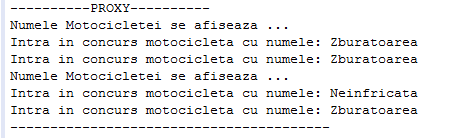 ----------PROXY----------
Numele Motocicletei se afiseaza ...
Intra in concurs motocicleta cu numele: Zburatoarea
Intra in concurs motocicleta cu numele: Zburatoarea
Numele Motocicletei se afiseaza ...
Intra in concurs motocicleta cu numele: Neinfricata
Intra in concurs motocicleta cu numele: Zburatoarea
----------------------------------------